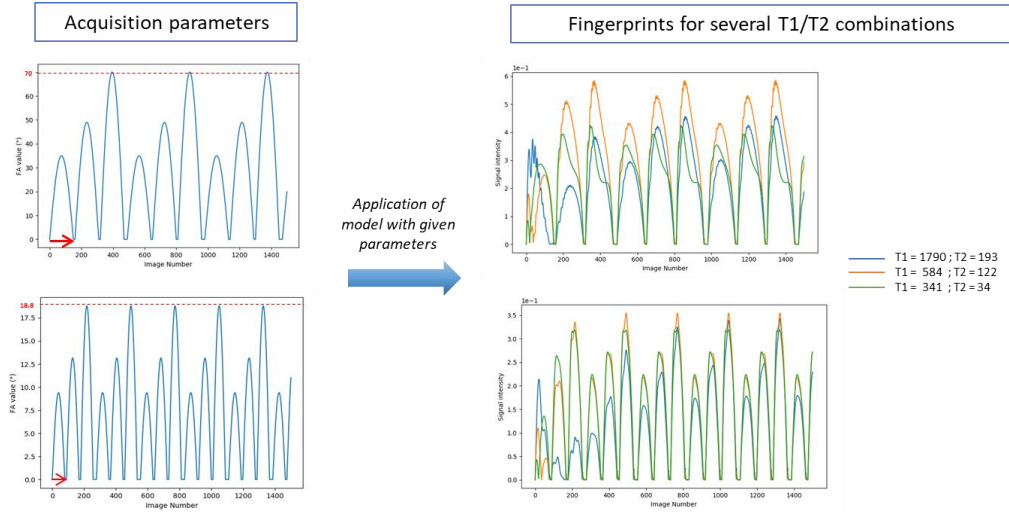 Acquisition parameters
Fingerprints for several T1/T2 combinations
70
60
50
40
30
20
10
0
FA value (°)
0 200 400 600 800 1000 1200 1400
Image Number
18.8
17.5
15.0
12.5
10.0
7.5
5.0
2.5
0.0
FA value (°)
0 200 400 600 800 1000 1200 1400
Image Number
Application of
model with given
parameters
1e−1
6
5
4
3
2
1
0
Signal intensity
0 200 400 600 800 1000 1200 1400
Image Number
1e−1
3.5
3.0
2.5
2.0
1.5
1.0
0.5
0.0
Signal intensity
0 200 400 600 800 1000 1200 1400
Image Number
T1 = 1790 ; T2 = 193
T1 = 584 ; T2 = 122
T1 = 341 ; T2 = 34